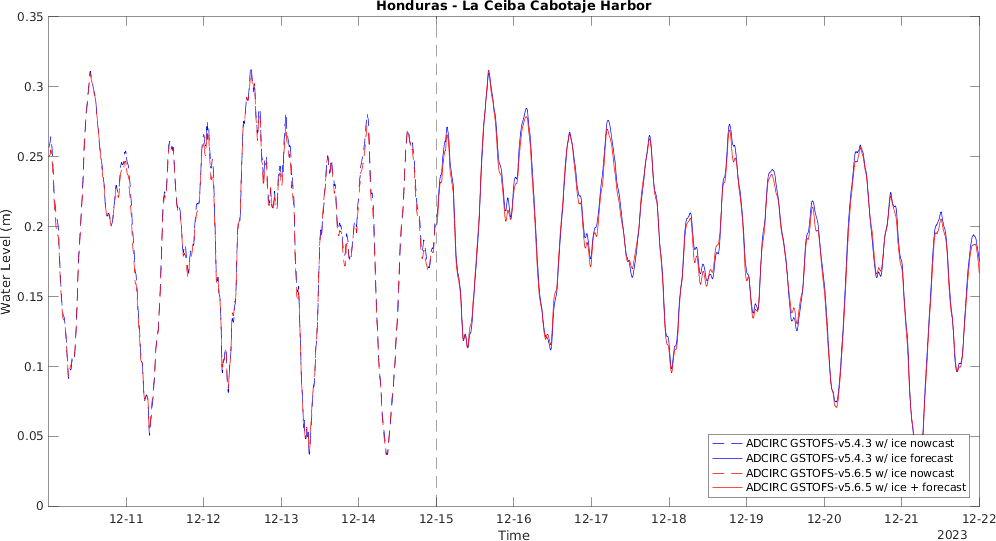 Honduras - La Ceiba Cabotaje Harbor
0.35
0.3
0.25
0.2
0.15
0.1
0.05
0
Water Level (m)
ADCIRC GSTOFS-v5.4.3 w/ ice nowcast
ADCIRC GSTOFS-v5.4.3 w/ ice forecast
ADCIRC GSTOFS-v5.6.5 w/ ice nowcast
ADCIRC GSTOFS-v5.6.5 w/ ice + forecast
12-11 12-12 12-13 12-14 12-15 12-16 12-17 12-18 12-19 12-20 12-21 12-22
Time
2023